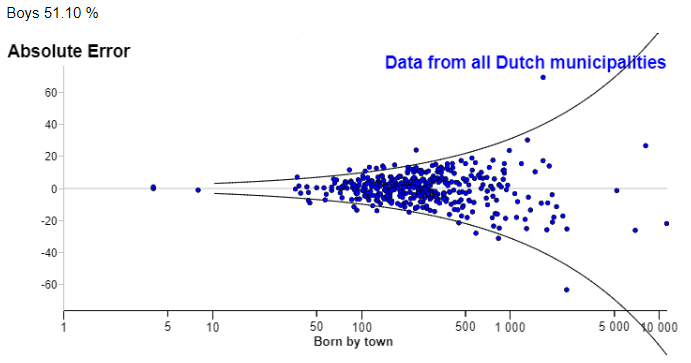 Boys 51.10 %
Absolute Error
Data from all Dutch municipalities
60
40
20
0
-20
-40
-60
1 5 10 50 100 500 1 000 5 000 10 000
Born by town